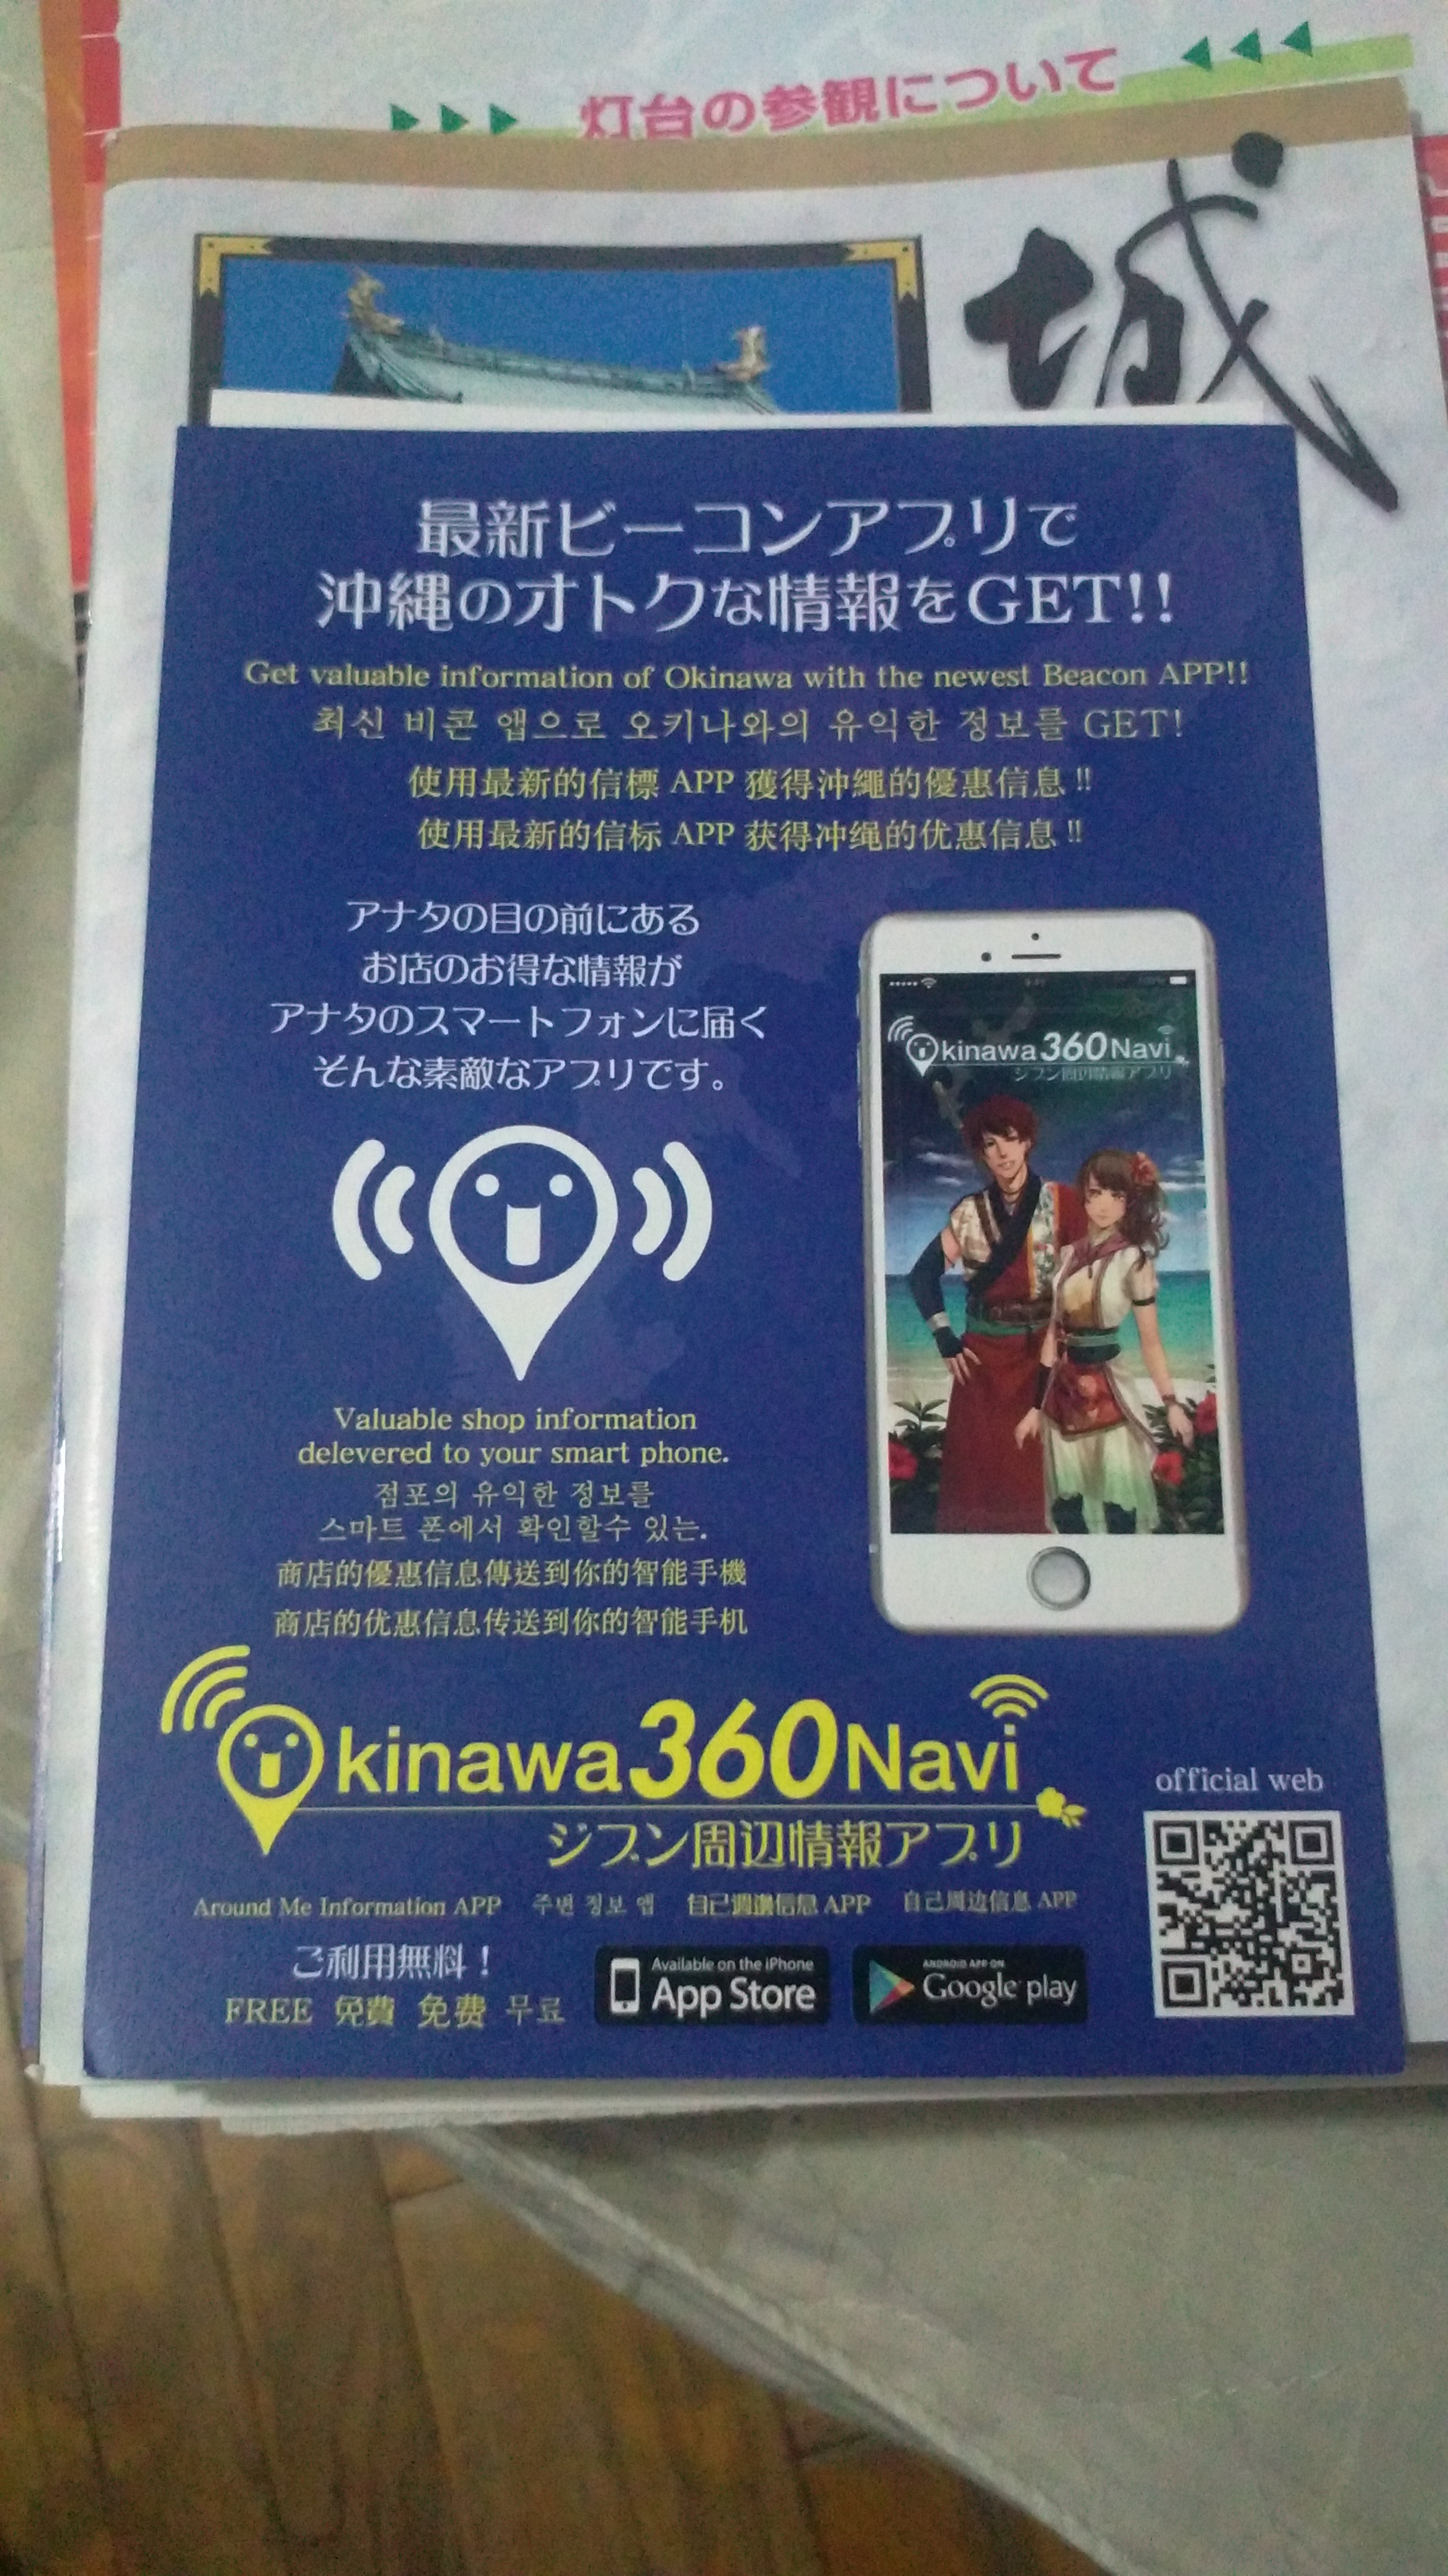 灯台の参観について
城
最新ビーコンアプリで
沖縄のオトクな情報をGET!!
Get valuable information of Okinawa with the newest Beacon APP!!
최신 비콘 앱으로 오키나와의 유익한 정보를 GET!
使用最新的信標 APP 獲得沖繩的優惠信息 !!
使用最新的信标 APP 获得冲绳的优惠信息 !!
アナタの目の前にある
お店のお得な情報が
アナタのスマートフォンに届く
そんな素敵なアプリです。
Okinawa 360 Navi
ジブン周辺情報アプリ
Valuable shop information
delevered to your smart phone.
점포의 유익한 정보를
스마트 폰에서 확인할수 있는.
商店的優惠信息傳送到你的智能手機
商店的优惠信息传送到你的智能手机
Okinawa 360 Navi
ジブン周辺情報アプリ
Around Me Information APP 주변 정보 앱 自己週邊信息 APP 自己周边信息 APP
ご利用無料！
FREE 免費 免费 무료
Available on the iPhone
App Store
ANDROID APP ON
Google play
official web